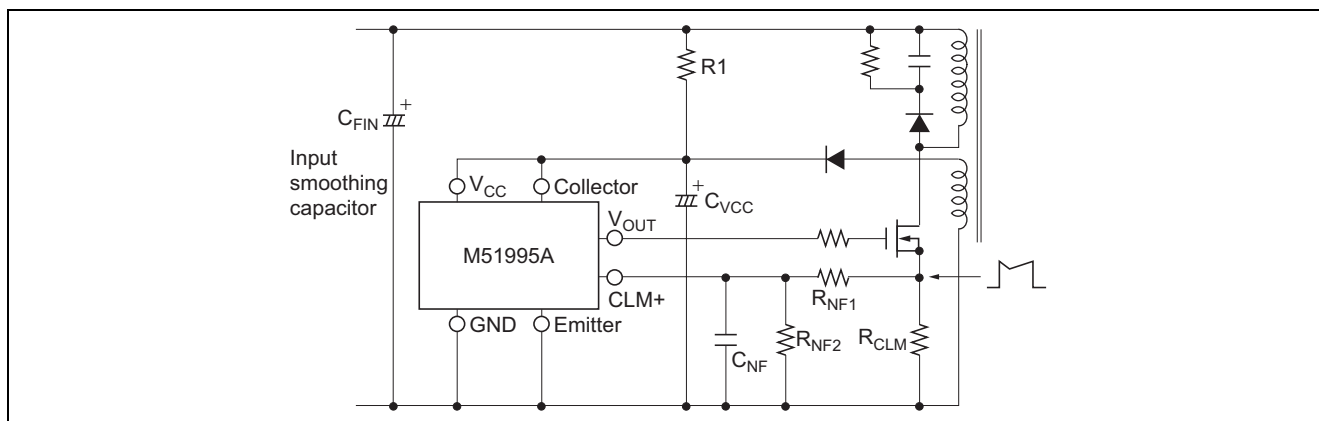 R1
+
C_FIN
Input
smoothing
capacitor
V_CC
Collector
+
C_VCC
V_OUT
M51995A
CLM+
R_NF1
GND
Emitter
C_NF
R_NF2
R_CLM